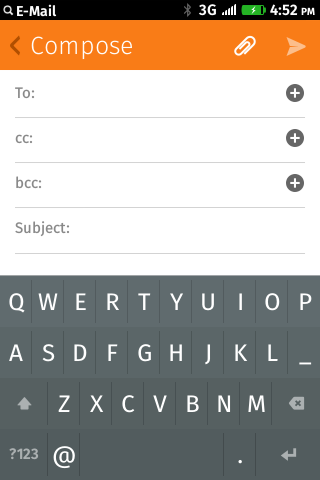 E-Mail 3G 4:52 PM
Compose
To:
cc:
bcc:
Subject:
Q W E R T Y U I O P
A S D F G H J K L _
Z X C V B N M
?123 @ .